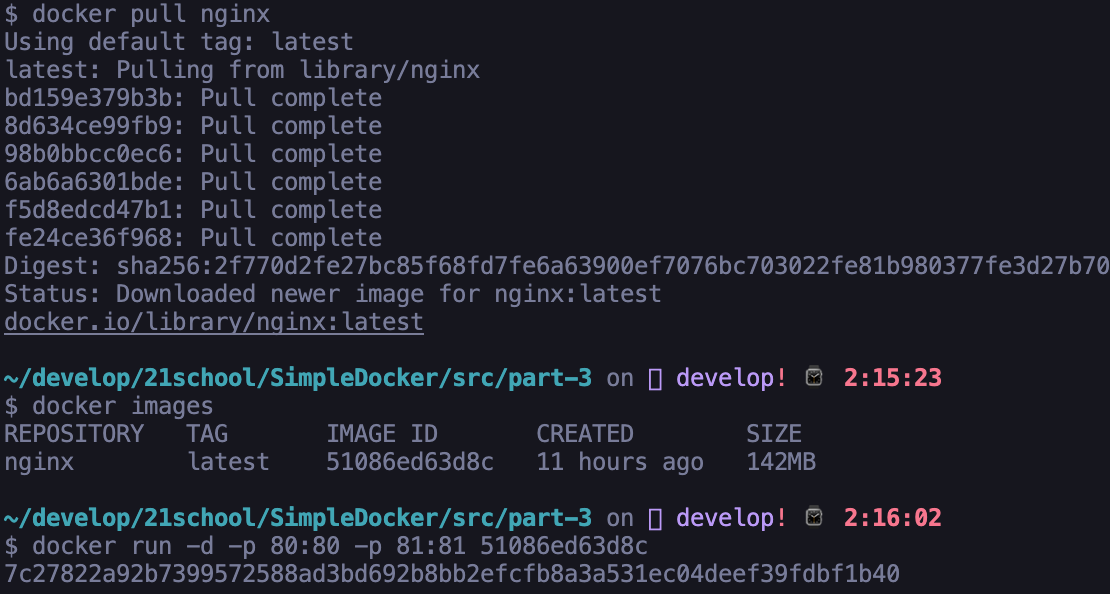 $ docker pull nginx
Using default tag: latest
latest: Pulling from library/nginx
bd159e379b3b: Pull complete
8d634ce99fb9: Pull complete
98b0bbcc0ec6: Pull complete
6ab6a6301bde: Pull complete
f5d8edcd47b1: Pull complete
fe24ce36f968: Pull complete
Digest: sha256:2f770d2fe27bc85f68fd7fe6a63900ef7076bc703022fe81b980377fe3d27b70
Status: Downloaded newer image for nginx:latest
docker.io/library/nginx:latest
~/develop/21school/SimpleDocker/src/part-3 on develop! 2:15:23
$ docker images
REPOSITORY TAG IMAGE ID CREATED SIZE
nginx latest 51086ed63d8c 11 hours ago 142MB
~/develop/21school/SimpleDocker/src/part-3 on develop! 2:16:02
$ docker run -d -p 80:80 -p 81:81 51086ed63d8c
7c27822a92b7399572588ad3bd692b8bb2efcfb8a3a531ec04deef39fdbf1b40